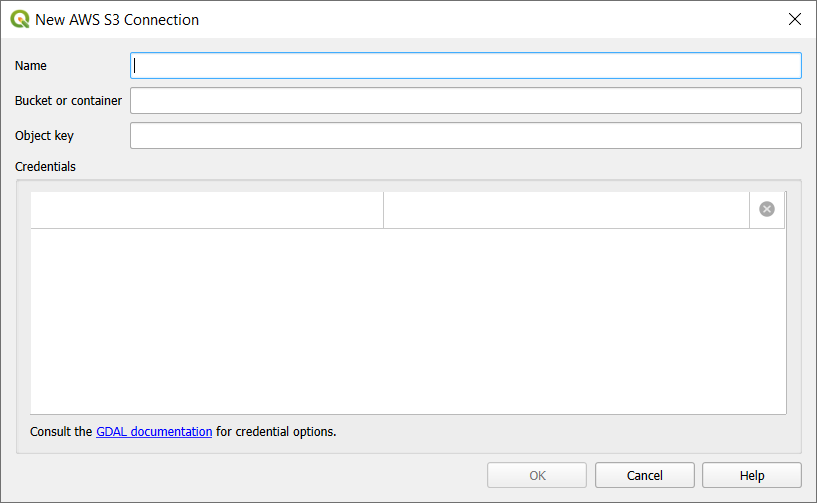 New AWS S3 Connection
Name
Bucket or container
Object key
Credentials
Consult the GDAL documentation for credential options.
OK Cancel Help